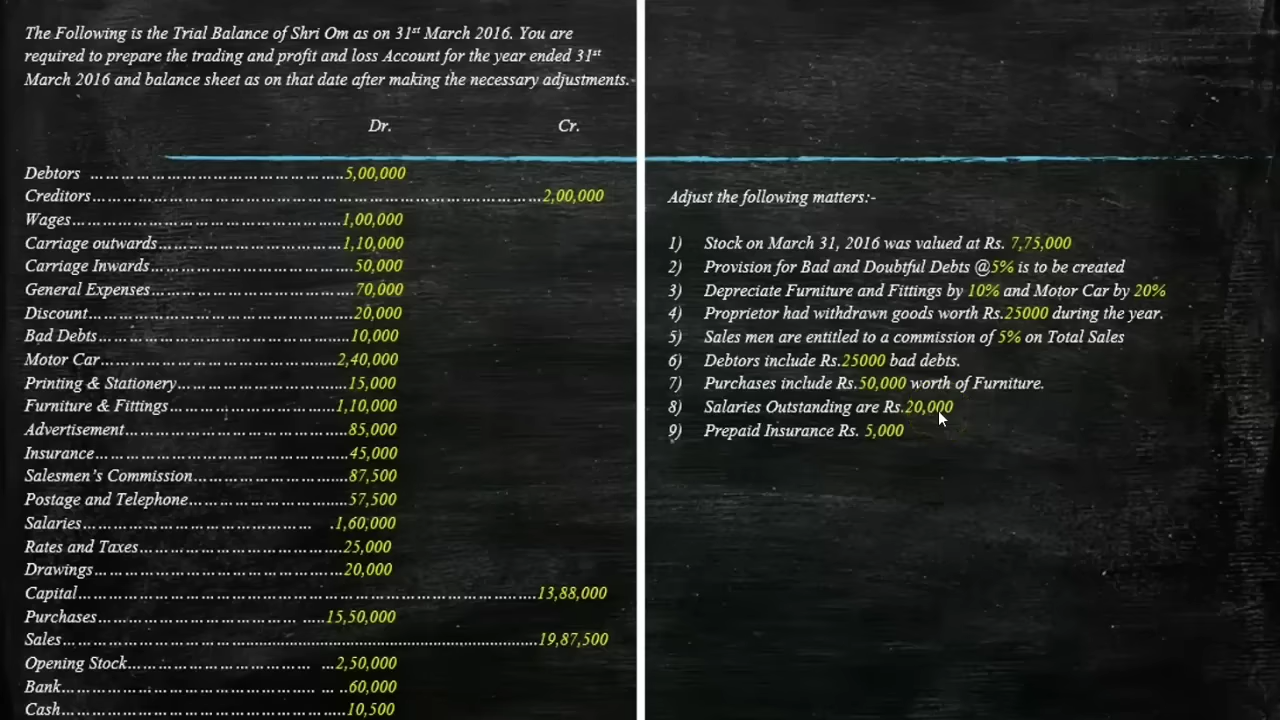 The Following is the Trial Balance of Shri Om as on 31st March 2016. You are
required to prepare the trading and profit and loss Account for the year ended 31st
March 2016 and balance sheet as on that date after making the necessary adjustments.-
Dr. Cr.
Debtors ……………………………………………..5,00,000
Creditors……………………………………………………………………………2,00,000
Wages……………………………………………..1,00,000
Carriage outwards………………………………1,10,000
Carriage Inwards…………………………………50,000
General Expenses…………………………………70,000
Discount……………………………………………20,000
Bad Debts…………………………………………10,000
Motor Car………………………………………2,40,000
Printing & Stationery……………………………15,000
Furniture & Fittings……………………………1,10,000
Advertisement……………………………………85,000
Insurance…………………………………………45,000
Salesmen's Commission…………………………87,500
Postage and Telephone…………………………57,500
Salaries…………………………………… .1,60,000
Rates and Taxes…………………………………25,000
Drawings…………………………………………20,000
Capital……………………………………………………………………………13,88,000
Purchases…………………………………… …..15,50,000
Sales………………………………………………………………………………19,87,500
Opening Stock……………………………… …2,50,000
Bank………………………………………… … ..60,000
Cash………………………………………………10,500
Adjust the following matters:-
1) Stock on March 31, 2016 was valued at Rs. 7,75,000
2) Provision for Bad and Doubtful Debts @5% is to be created
3) Depreciate Furniture and Fittings by 10% and Motor Car by 20%
4) Proprietor had withdrawn goods worth Rs.25000 during the year.
5) Sales men are entitled to a commission of 5% on Total Sales
6) Debtors include Rs.25000 bad debts.
7) Purchases include Rs.50,000 worth of Furniture.
8) Salaries Outstanding are Rs.20,000
9) Prepaid Insurance Rs. 5,000